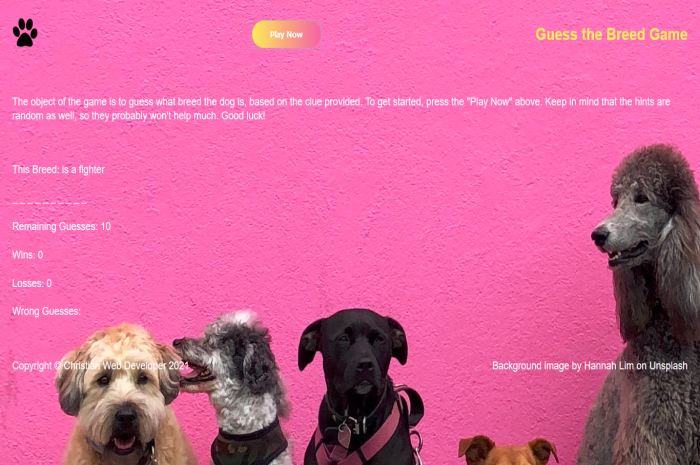 Play Now
Guess the Breed Game
The object of the game is to guess what breed the dog is, based on the clue provided. To get started, press the "Play Now" above. Keep in mind that the hints are
random as well, so they probably won't help much. Good luck!
This Breed: is a fighter
_ _ _ _ _ _ _ _ _ _
Remaining Guesses: 10
Wins: 0
Losses: 0
Wrong Guesses:
Copyright © Christian Web Developer 2021
Background image by Hannah Lim on Unsplash